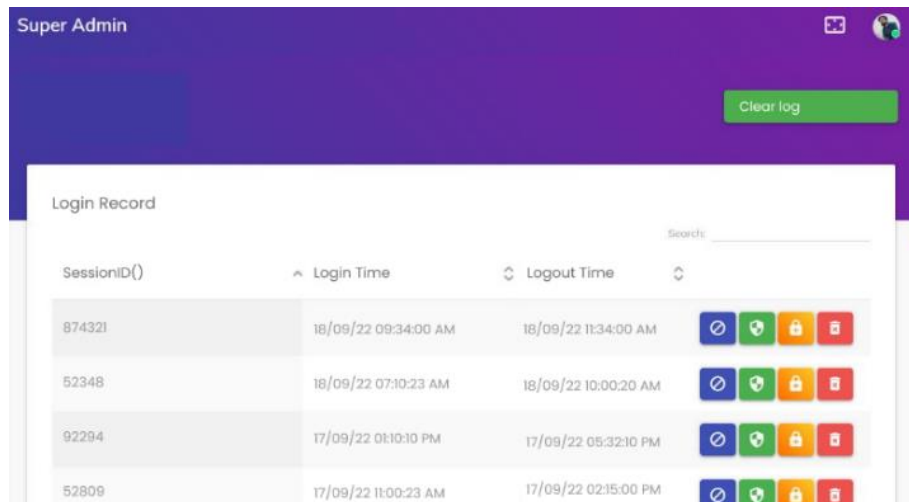 Super Admin
Clear log
Login Record
Search:
SessionID() Login Time Logout Time
874321 18/09/22 09:34:00 AM 18/09/22 11:34:00 AM
52348 18/09/22 07:10:23 AM 18/09/22 10:00:20 AM
92294 17/09/22 01:10:10 PM 17/09/22 05:32:10 PM
52809 17/09/22 11:00:23 AM 17/09/22 02:15:00 PM